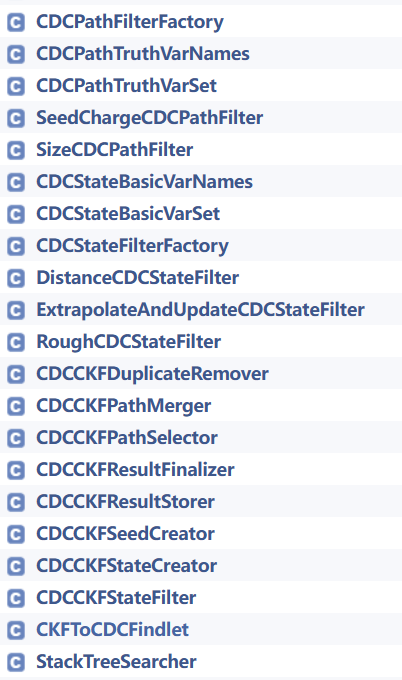 C CDCPathFilterFactory
C CDCPathTruthVarNames
C CDCPathTruthVarSet
C SeedChargeCDCPathFilter
C SizeCDCPathFilter
C CDCStateBasicVarNames
C CDCStateBasicVarSet
C CDCStateFilterFactory
C DistanceCDCStateFilter
C ExtrapolateAndUpdateCDCStateFilter
C RoughCDCStateFilter
C CDCCKFDuplicateRemover
C CDCCKFPathMerger
C CDCCKFPathSelector
C CDCCKFResultFinalizer
C CDCCKFResultStorer
C CDCCKFSeedCreator
C CDCCKFStateCreator
C CDCCKFStateFilter
C CKFToCDCFindlet
C StackTreeSearcher